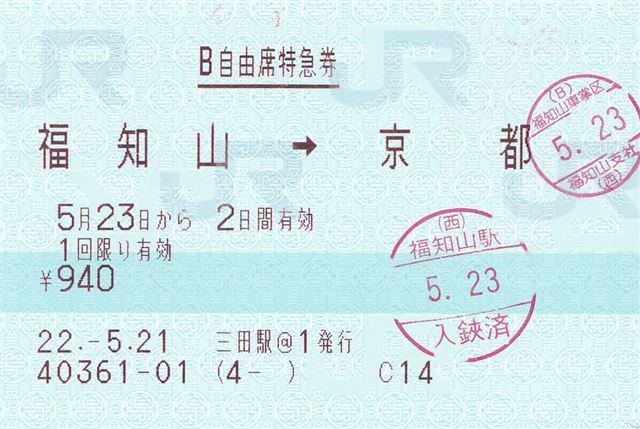 B自由席特急券
福知山 → 京都
5月23日から 2日間有効
1回限り有効
¥940
22.-5.21 三田駅@1発行
40361-01 (4- ) C14
(B)
福知山車掌区
5. 23
福知山支社
(西)
(西)
福知山駅
5. 23
入鋏済
JR
JR
JR